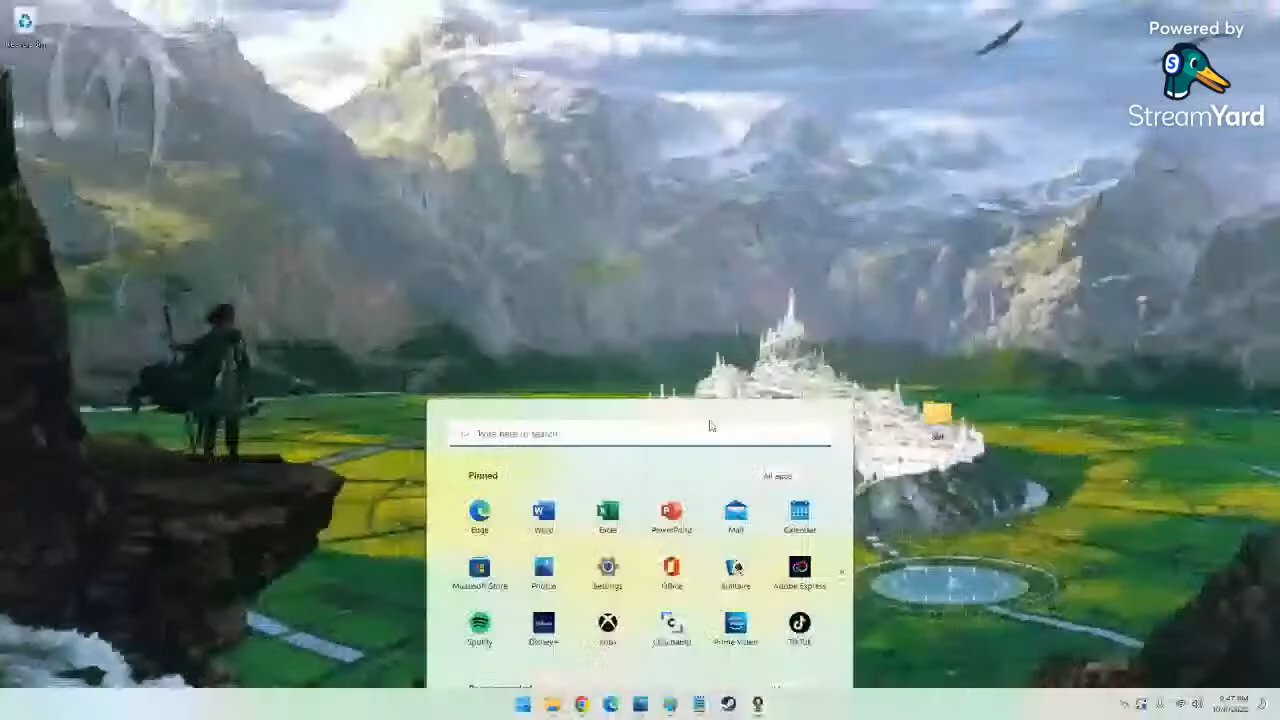 Powered by
StreamYard
Type here to search
Pinned
All apps
Edge
Word
Excel
PowerPoint
Mail
Calendar
Microsoft Store
Photos
Settings
Office
Solitaire
Adobe Express
Spotify
Disney+
Xbox
Clipchamp
Prime Video
TikTok
Recommended